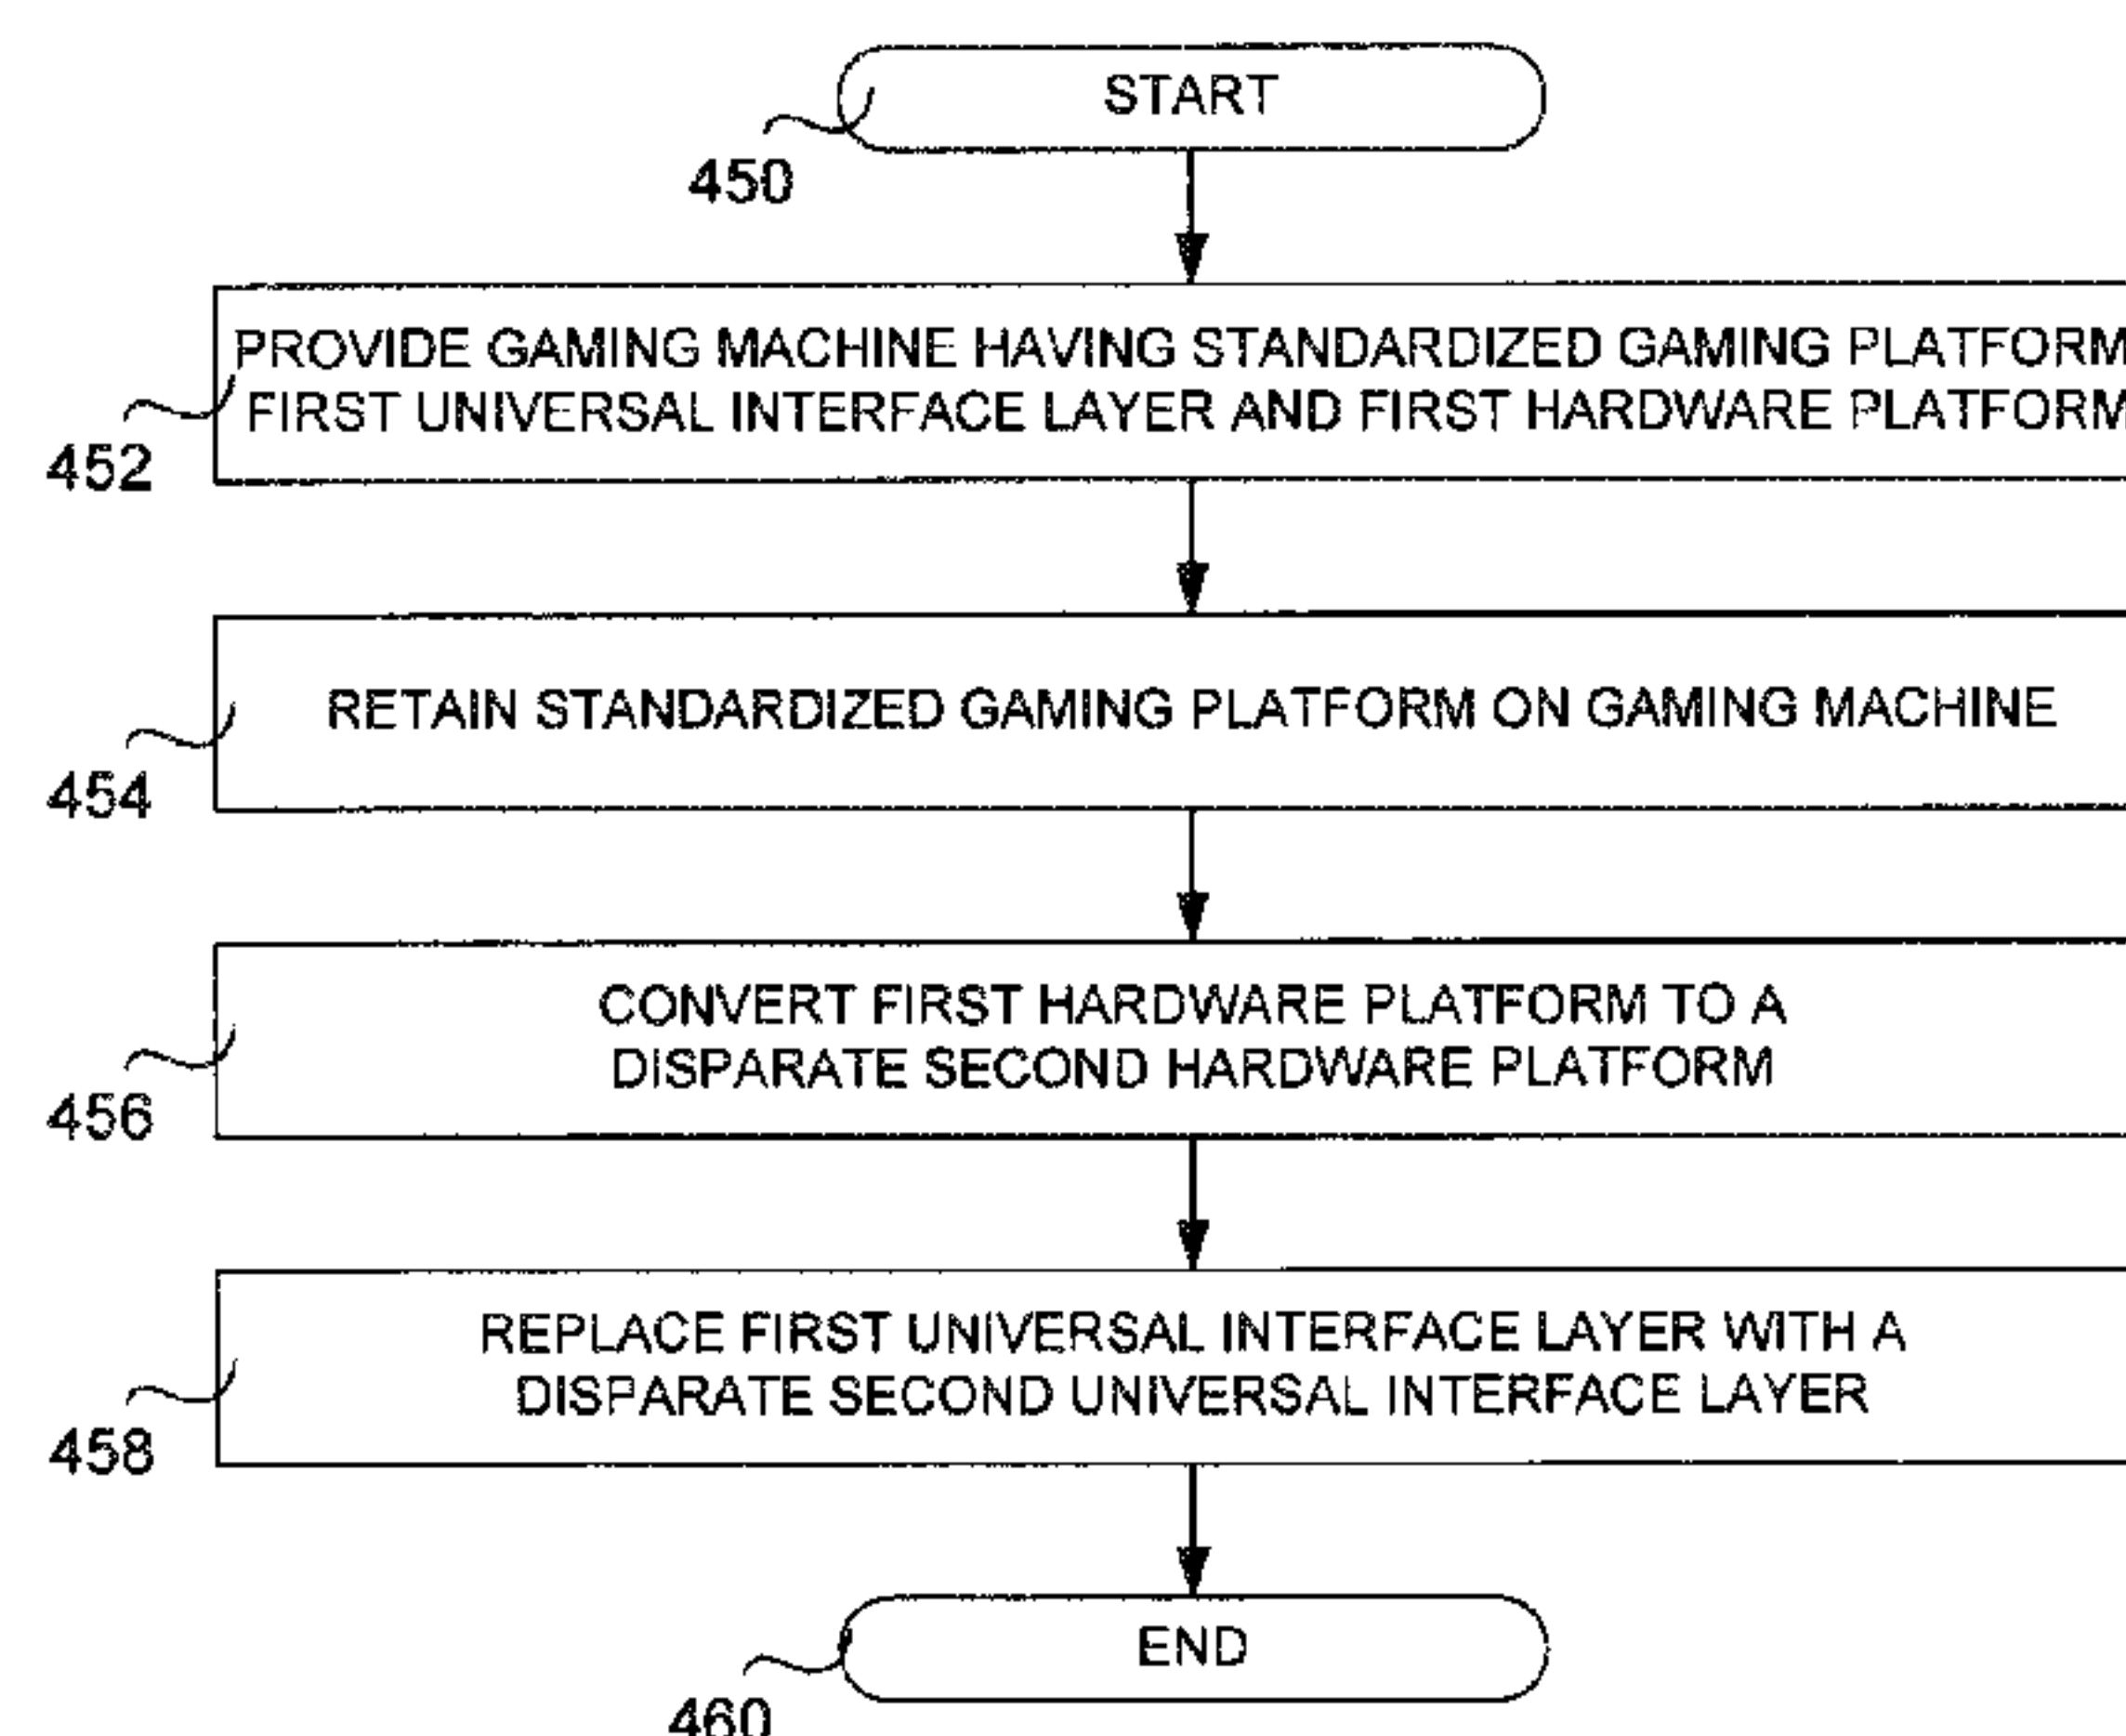 START
450
PROVIDE GAMING MACHINE HAVING STANDARDIZED GAMING PLATFORM
FIRST UNIVERSAL INTERFACE LAYER AND FIRST HARDWARE PLATFORM
452
RETAIN STANDARDIZED GAMING PLATFORM ON GAMING MACHINE
454
CONVERT FIRST HARDWARE PLATFORM TO A
DISPARATE SECOND HARDWARE PLATFORM
456
REPLACE FIRST UNIVERSAL INTERFACE LAYER WITH A
DISPARATE SECOND UNIVERSAL INTERFACE LAYER
458
END
460